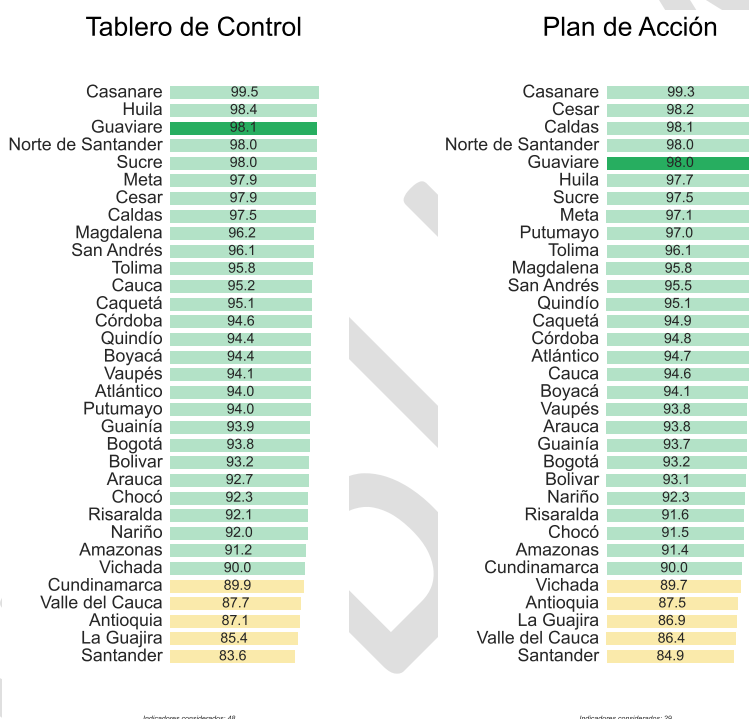 Tablero de Control
Casanare 99.5
Huila 98.4
Guaviare 98.1
Norte de Santander 98.0
Sucre 98.0
Meta 97.9
Cesar 97.9
Caldas 97.5
Magdalena 96.2
San Andrés 96.1
Tolima 95.8
Cauca 95.2
Caquetá 95.1
Córdoba 94.6
Quindío 94.4
Boyacá 94.4
Vaupés 94.1
Atlántico 94.0
Putumayo 94.0
Guainía 93.9
Bogotá 93.8
Bolivar 93.2
Arauca 92.7
Chocó 92.3
Risaralda 92.1
Nariño 92.0
Amazonas 91.2
Vichada 90.0
Cundinamarca 89.9
Valle del Cauca 87.7
Antioquia 87.1
La Guajira 85.4
Santander 83.6
Indicadores considerados: 48
Plan de Acción
Casanare 99.3
Cesar 98.2
Caldas 98.1
Norte de Santander 98.0
Guaviare 98.0
Huila 97.7
Sucre 97.5
Meta 97.1
Putumayo 97.0
Tolima 96.1
Magdalena 95.8
San Andrés 95.5
Quindío 95.1
Caquetá 94.9
Córdoba 94.8
Atlántico 94.7
Cauca 94.6
Boyacá 94.1
Vaupés 93.8
Arauca 93.8
Guainía 93.7
Bogotá 93.2
Bolivar 93.1
Nariño 92.3
Risaralda 91.6
Chocó 91.5
Amazonas 91.4
Cundinamarca 90.0
Vichada 89.7
Antioquia 87.5
La Guajira 86.9
Valle del Cauca 86.4
Santander 84.9
Indicadores considerados: 29